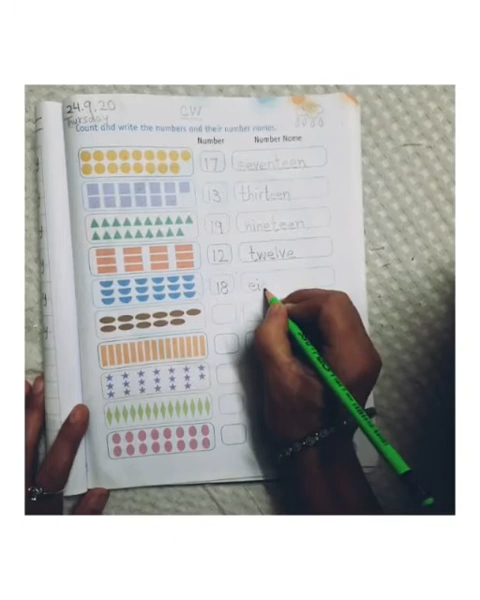 24.9.20
Thursday
CW
Count and write the numbers and their number names.
Number Number Name
17 seventeen
13 thirteen
19 nineteen
12 twelve
18 ei